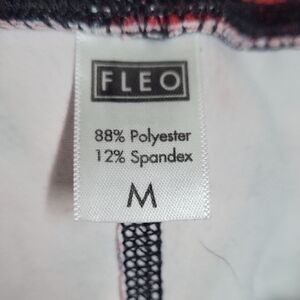 FLEO
88% Polyester
12% Spandex
M